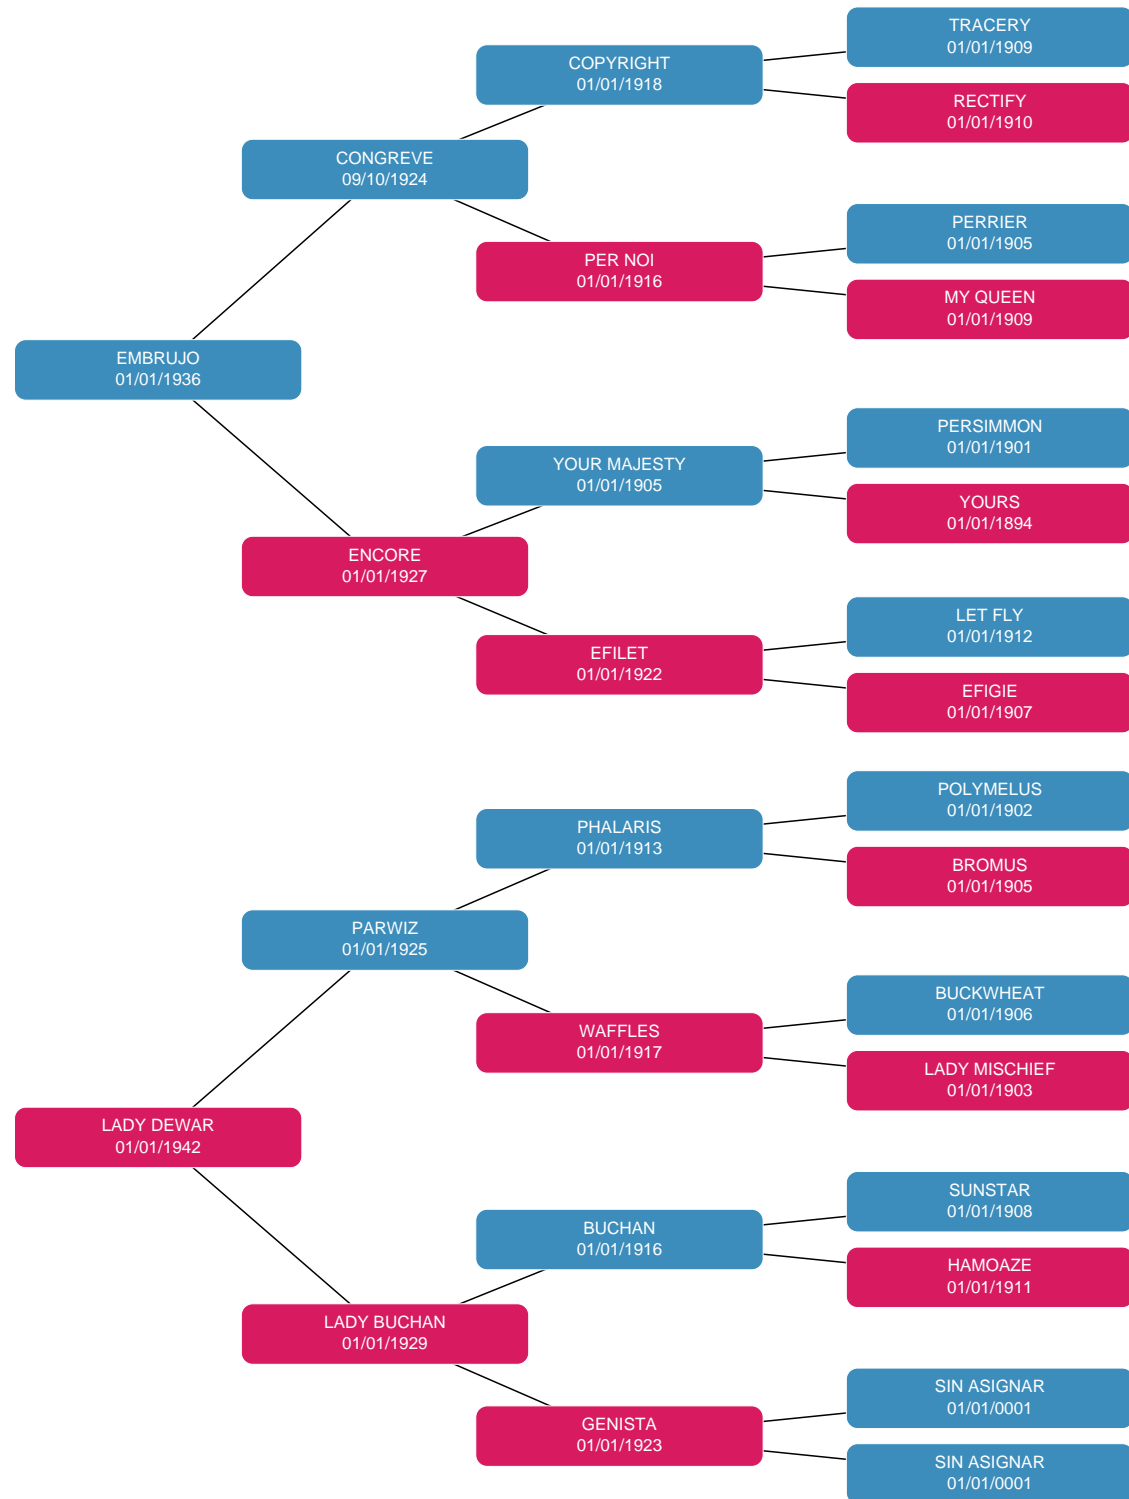 TRACERY
01/01/1909
COPYRIGHT
01/01/1918
RECTIFY
01/01/1910
CONGREVE
09/10/1924
PERRIER
01/01/1905
PER NOI
01/01/1916
MY QUEEN
01/01/1909
EMBRUJO
01/01/1936
PERSIMMON
01/01/1901
YOUR MAJESTY
01/01/1905
YOURS
01/01/1894
ENCORE
01/01/1927
LET FLY
01/01/1912
EFILET
01/01/1922
EFIGIE
01/01/1907
POLYMELUS
01/01/1902
PHALARIS
01/01/1913
BROMUS
01/01/1905
PARWIZ
01/01/1925
BUCKWHEAT
01/01/1906
WAFFLES
01/01/1917
LADY MISCHIEF
01/01/1903
LADY DEWAR
01/01/1942
SUNSTAR
01/01/1908
BUCHAN
01/01/1916
HAMOAZE
01/01/1911
LADY BUCHAN
01/01/1929
SIN ASIGNAR
01/01/0001
GENISTA
01/01/1923
SIN ASIGNAR
01/01/0001